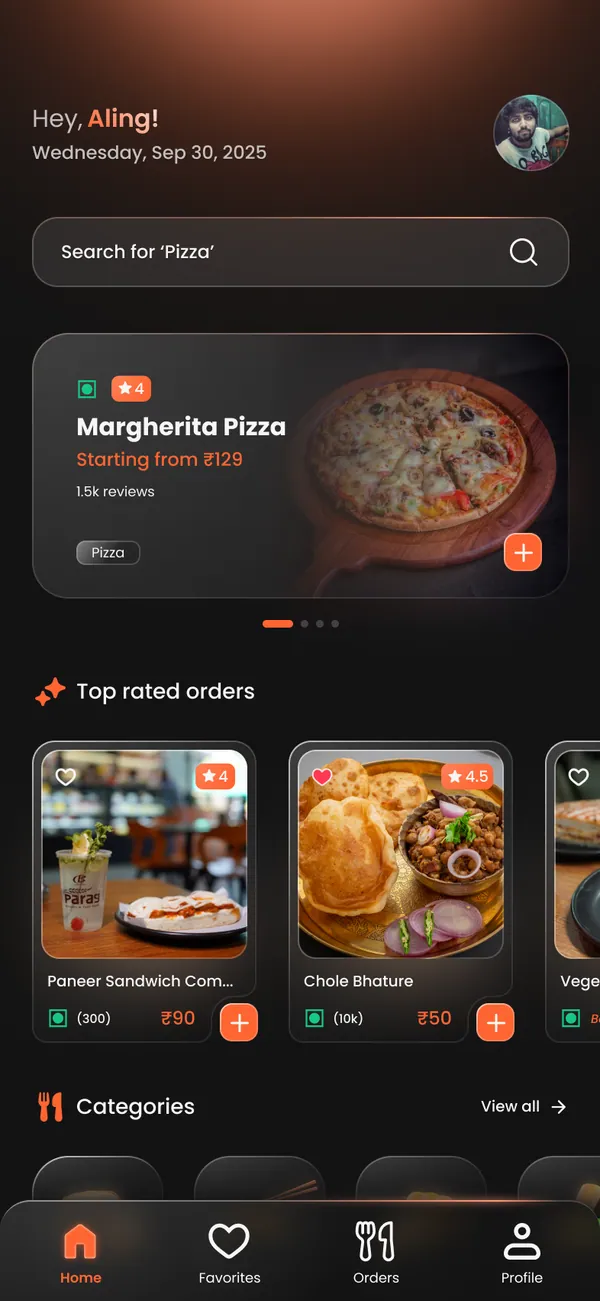 Hey, Aling!
Wednesday, Sep 30, 2025
Search for ‘Pizza’
4
Margherita Pizza
Starting from ₹129
1.5k reviews
Pizza
Top rated orders
4
4.5
Parag
Paneer Sandwich Com...
Chole Bhature
Vege
(300)
₹90
(10k)
₹50
Categories
View all
Home
Favorites
Orders
Profile